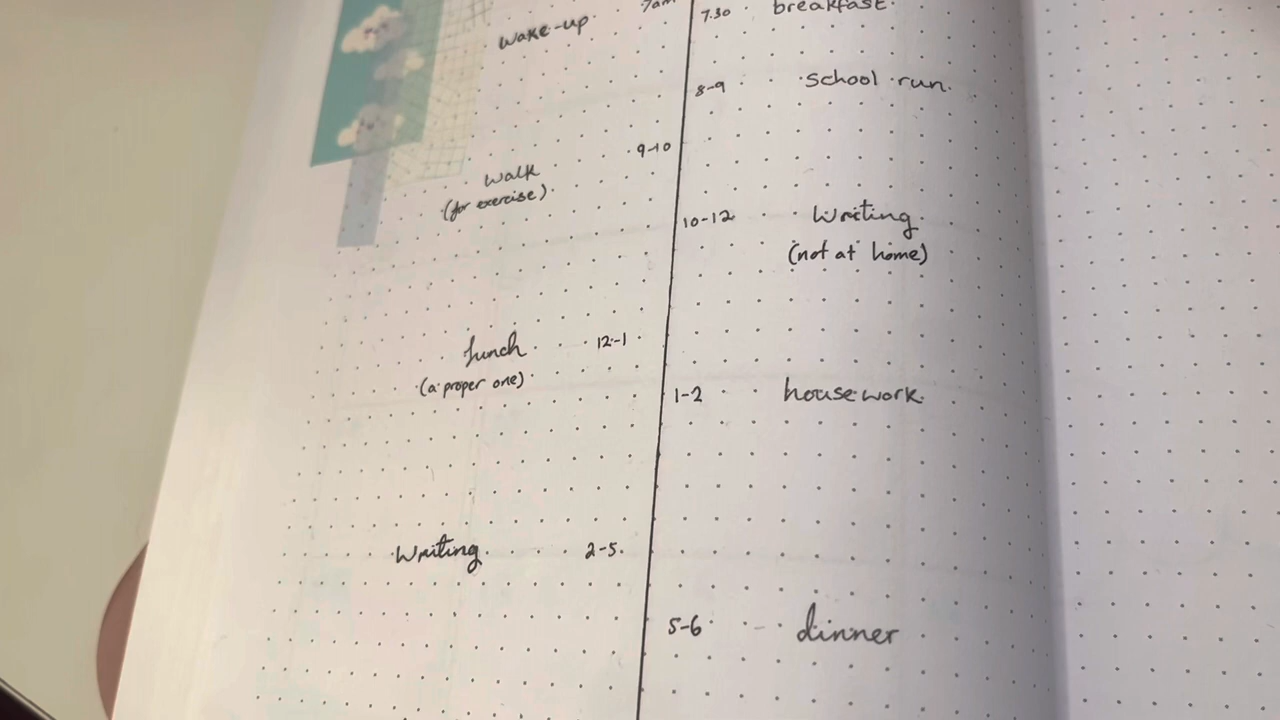 wake-up 7am
7.30 breakfast
8-9 school run
9-10
walk
(for exercise)
10-12 Writing
(not at home)
lunch 12-1
(a proper one)
1-2 housework
Writing 2-5
5-6 dinner